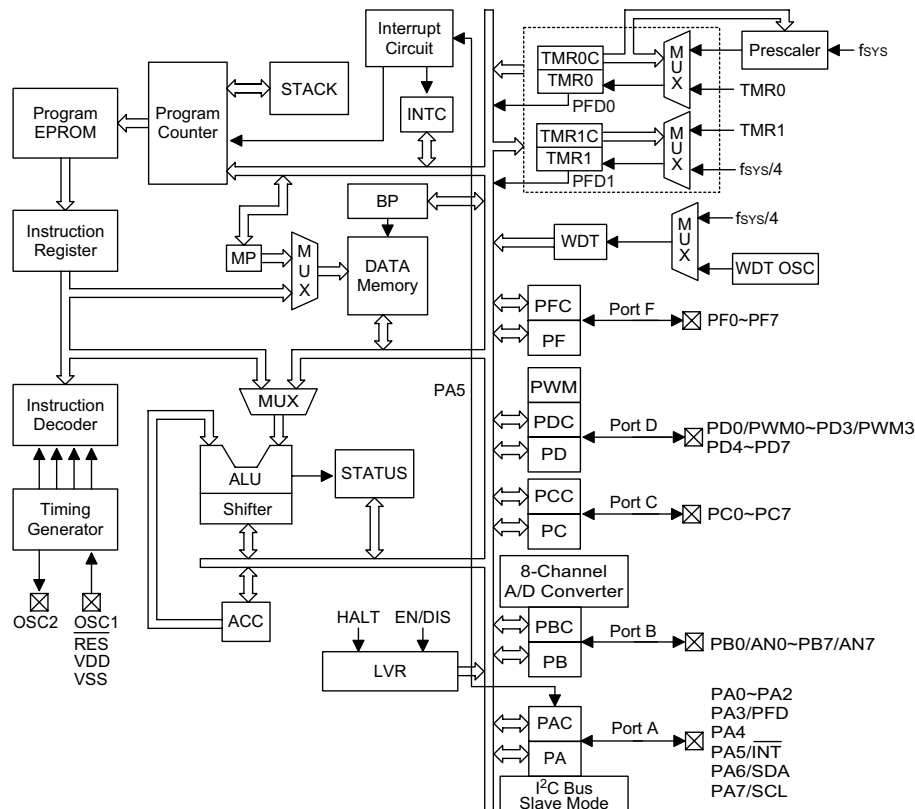 Interrupt
Circuit
STACK
INTC
Program
EPROM
Program
Counter
Instruction
Register
MP
M
U
X
BP
DATA
Memory
MUX
PA5
Instruction
Decoder
ALU
Shifter
STATUS
Timing
Generator
OSC2
OSC1
RES
VDD
VSS
ACC
HALT
EN/DIS
LVR
TMR0C
TMR0
PFD0
M
U
X
Prescaler
fSYS
TMR0
TMR1C
TMR1
PFD1
M
U
X
TMR1
fSYS/4
WDT
M
U
X
fSYS/4
WDT OSC
PFC
PF
Port F
PF0~PF7
PWM
PDC
PD
Port D
PD0/PWM0~PD3/PWM3
PD4~PD7
PCC
PC
Port C
PC0~PC7
8-Channel
A/D Converter
PBC
PB
Port B
PB0/AN0~PB7/AN7
PAC
PA
Port A
PA0~PA2
PA3/PFD
PA4
PA5/INT
PA6/SDA
PA7/SCL
I2C Bus
Slave Mode